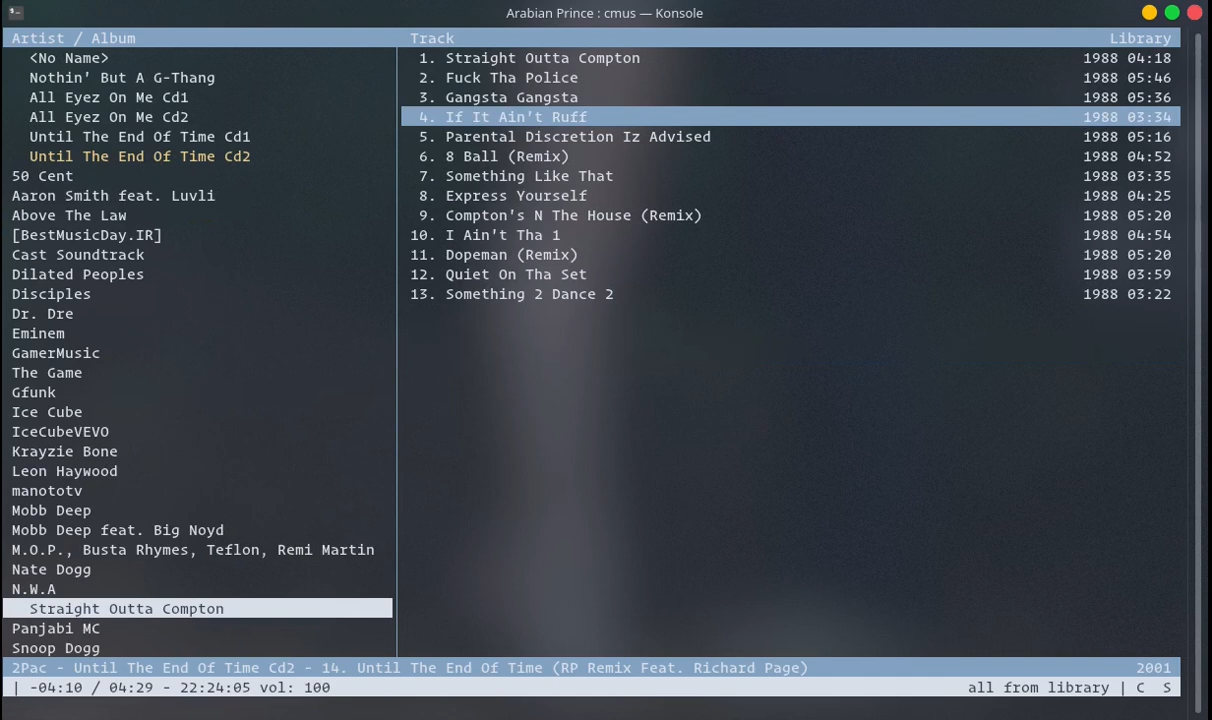 Arabian Prince : cmus — Konsole
Artist / Album
<No Name>
Nothin' But A G-Thang
All Eyez On Me Cd1
All Eyez On Me Cd2
Until The End Of Time Cd1
Until The End Of Time Cd2
50 Cent
Aaron Smith feat. Luvli
Above The Law
[BestMusicDay.IR]
Cast Soundtrack
Dilated Peoples
Disciples
Dr. Dre
Eminem
GamerMusic
The Game
Gfunk
Ice Cube
IceCubeVEVO
Krayzie Bone
Leon Haywood
manototv
Mobb Deep
Mobb Deep feat. Big Noyd
M.O.P., Busta Rhymes, Teflon, Remi Martin
Nate Dogg
N.W.A
Straight Outta Compton
Panjabi MC
Snoop Dogg
Track Library
1. Straight Outta Compton 1988 04:18
2. Fuck Tha Police 1988 05:46
3. Gangsta Gangsta 1988 05:36
4. If It Ain't Ruff 1988 03:34
5. Parental Discretion Iz Advised 1988 05:16
6. 8 Ball (Remix) 1988 04:52
7. Something Like That 1988 03:35
8. Express Yourself 1988 04:25
9. Compton's N The House (Remix) 1988 05:20
10. I Ain't Tha 1 1988 04:54
11. Dopeman (Remix) 1988 05:20
12. Quiet On Tha Set 1988 03:59
13. Something 2 Dance 2 1988 03:22
2Pac - Until The End Of Time Cd2 - 14. Until The End Of Time (RP Remix Feat. Richard Page) 2001
| -04:10 / 04:29 - 22:24:05 vol: 100 all from library | C S